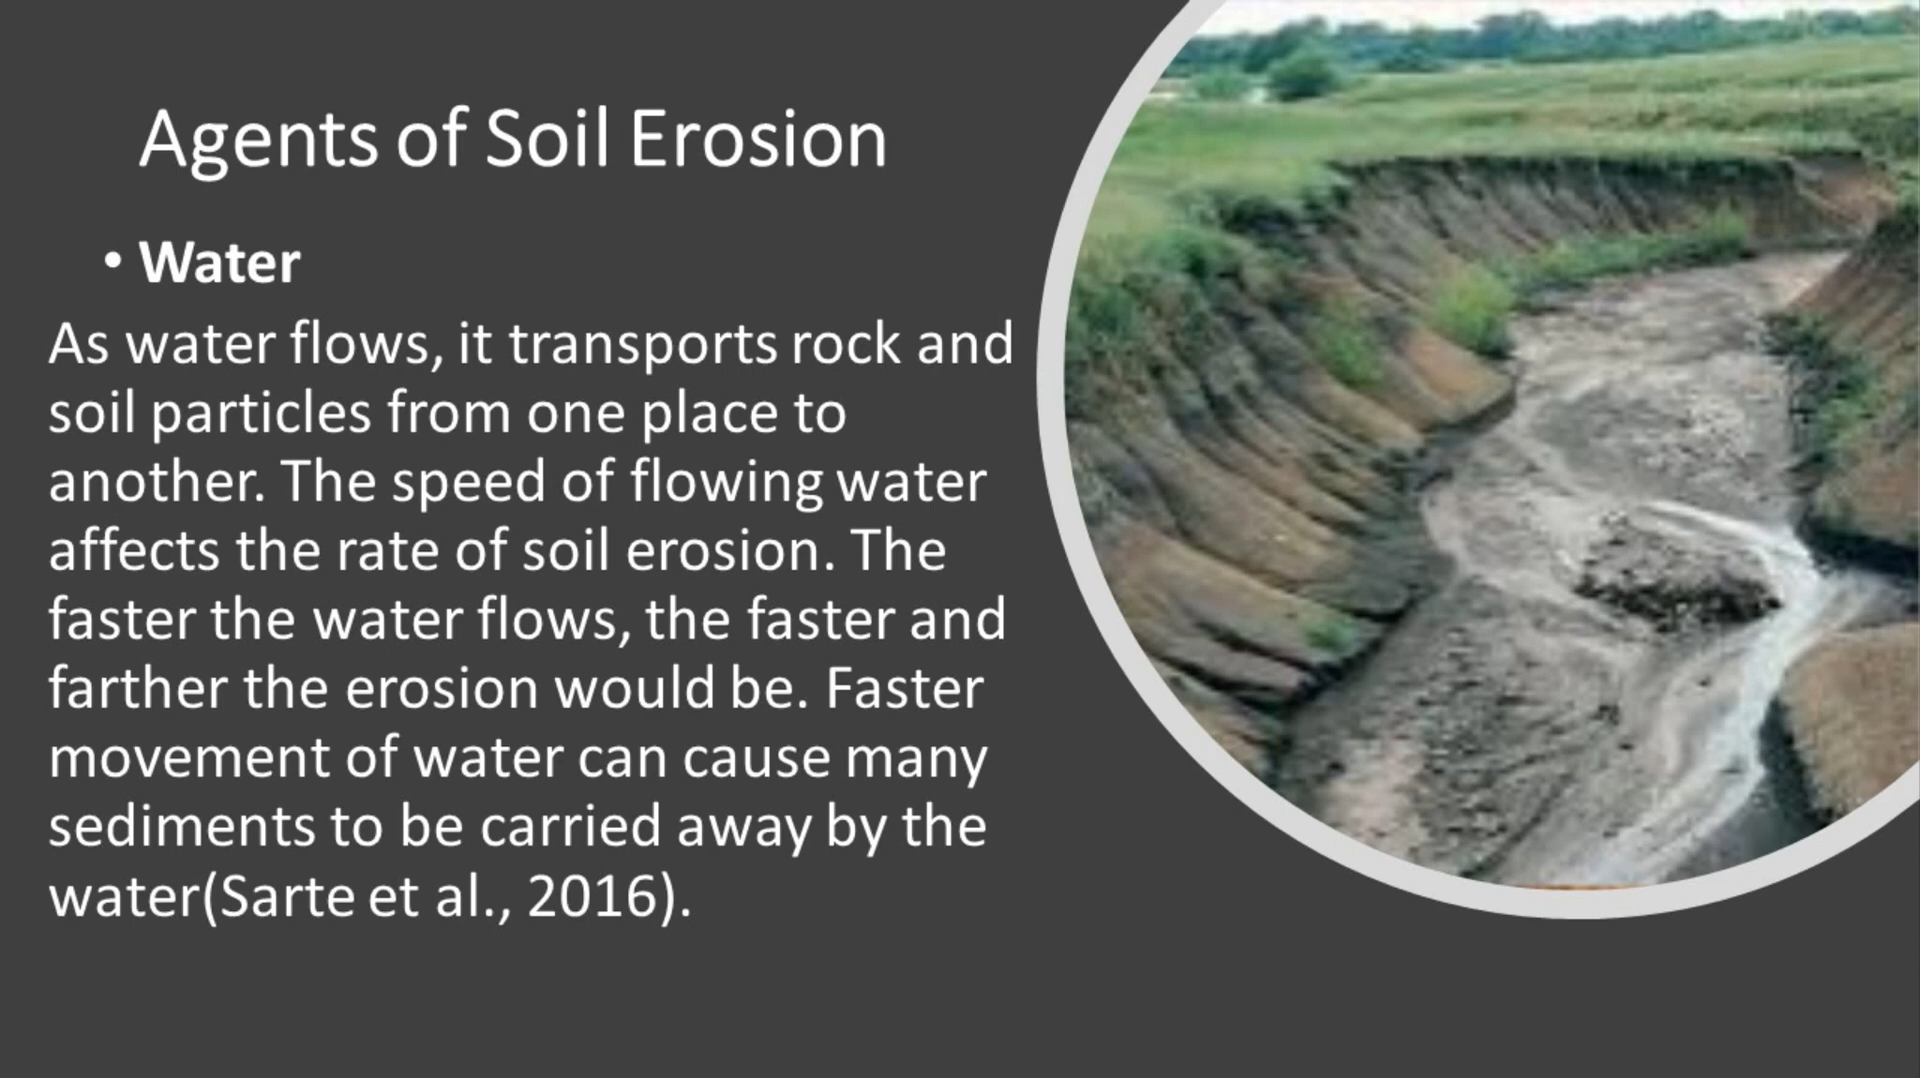 Agents of Soil Erosion
• Water
As water flows, it transports rock and
soil particles from one place to
another. The speed of flowing water
affects the rate of soil erosion. The
faster the water flows, the faster and
farther the erosion would be. Faster
movement of water can cause many
sediments to be carried away by the
water(Sarte et al., 2016).